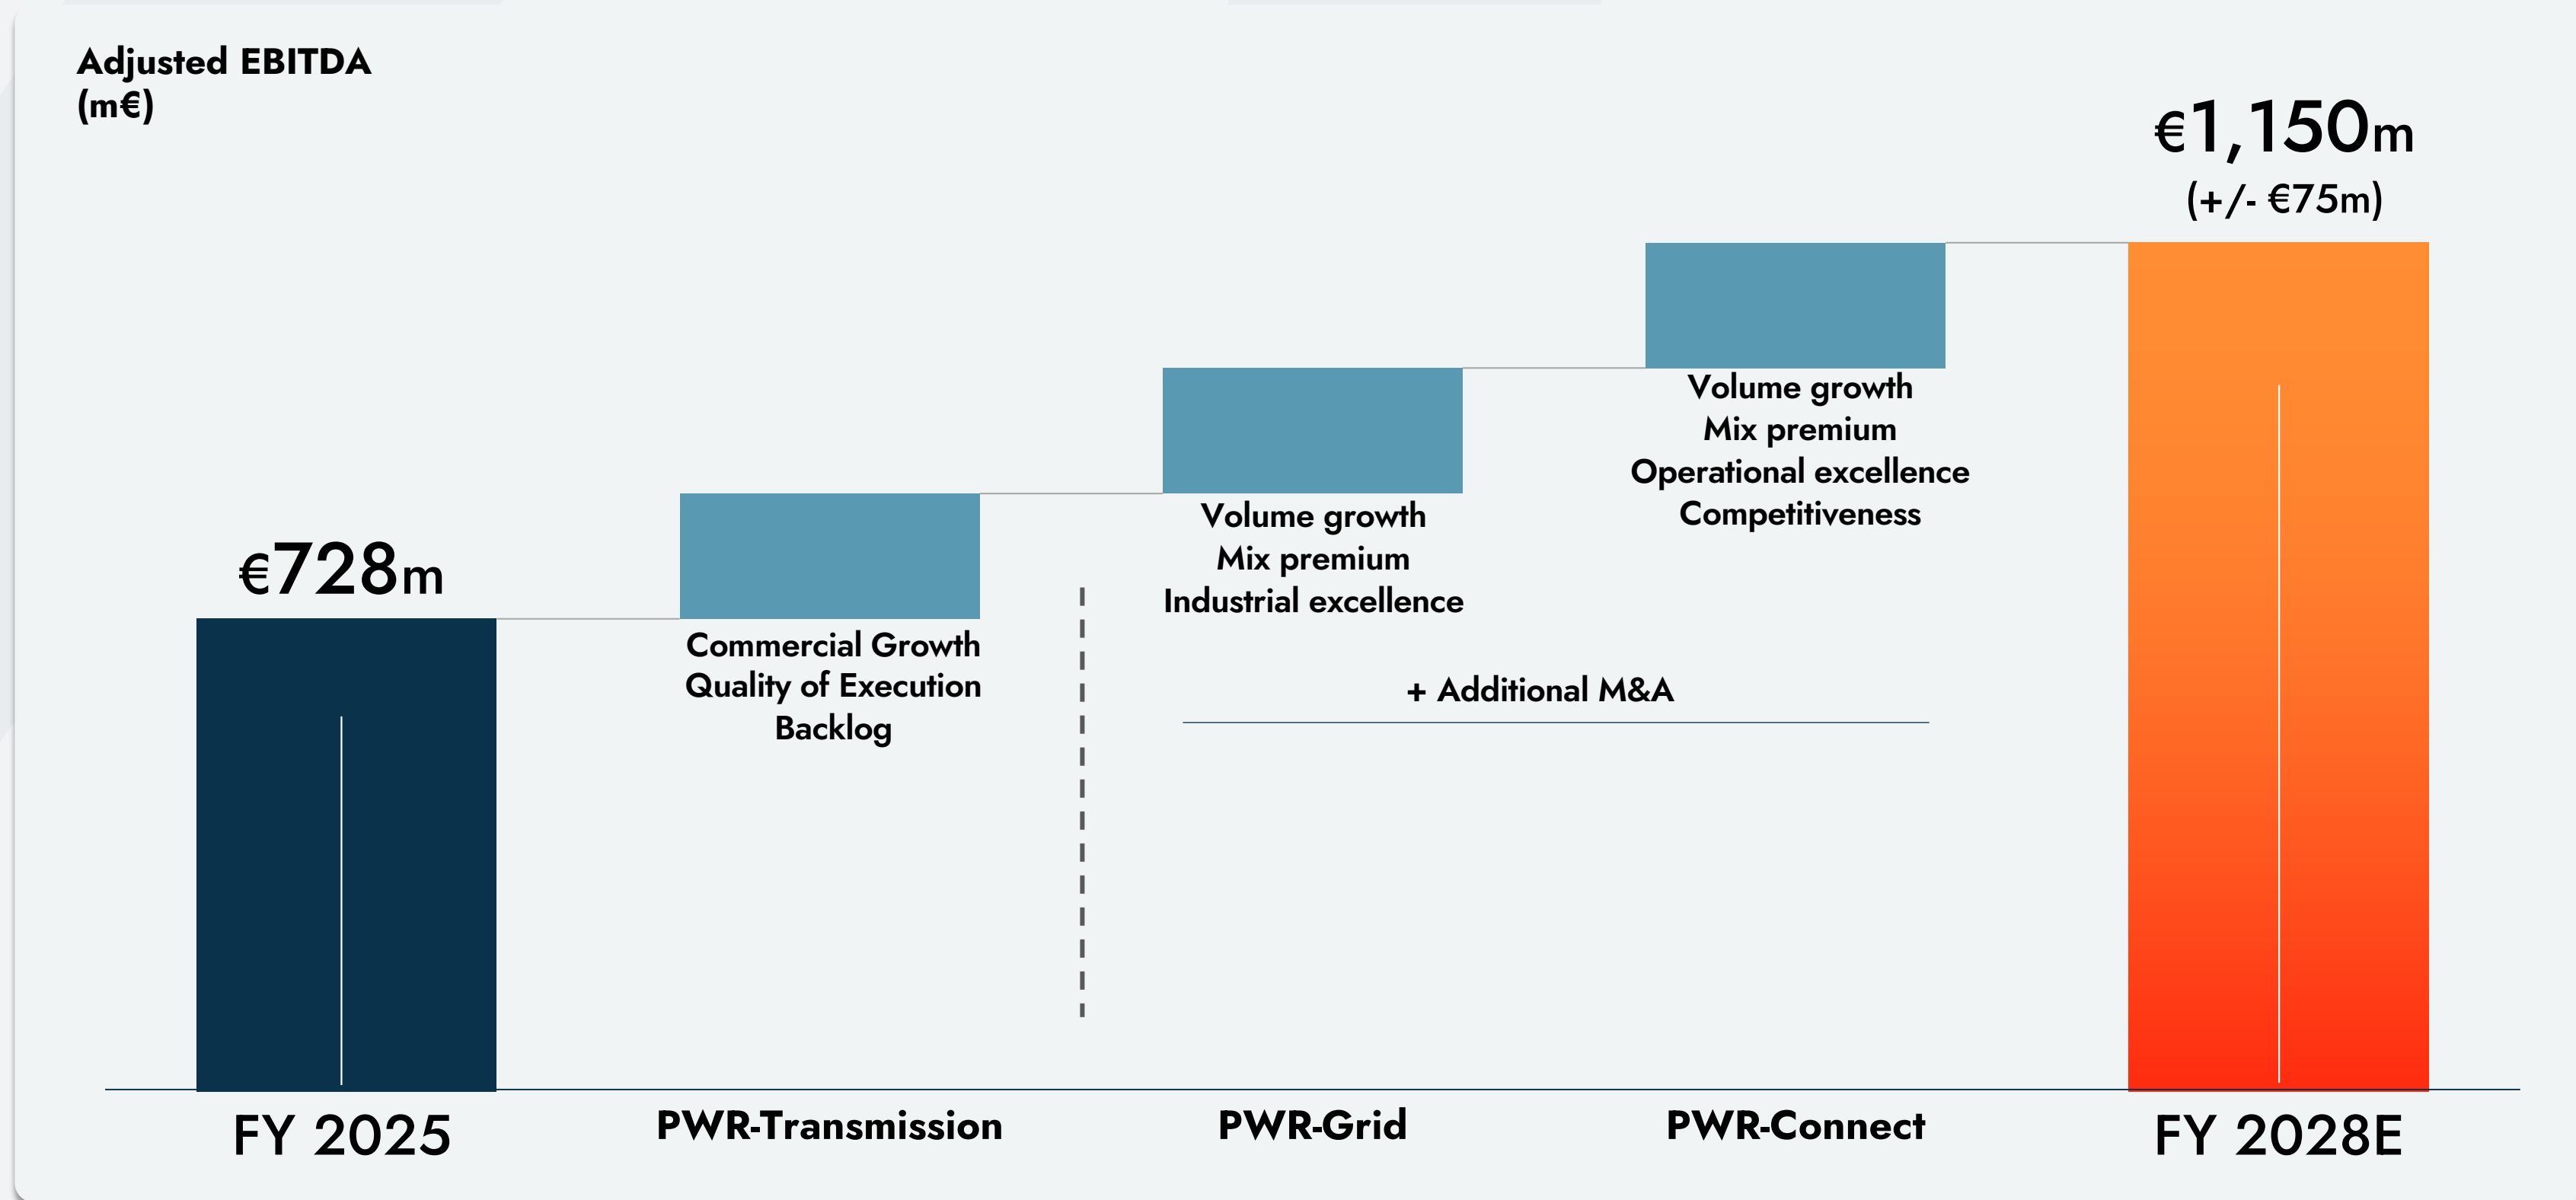 Adjusted EBITDA
(m€)
€1,150m
(+/- €75m)
€728m
Commercial Growth
Quality of Execution
Backlog
Volume growth
Mix premium
Industrial excellence
Volume growth
Mix premium
Operational excellence
Competitiveness
+ Additional M&A
FY 2025
PWR-Transmission
PWR-Grid
PWR-Connect
FY 2028E